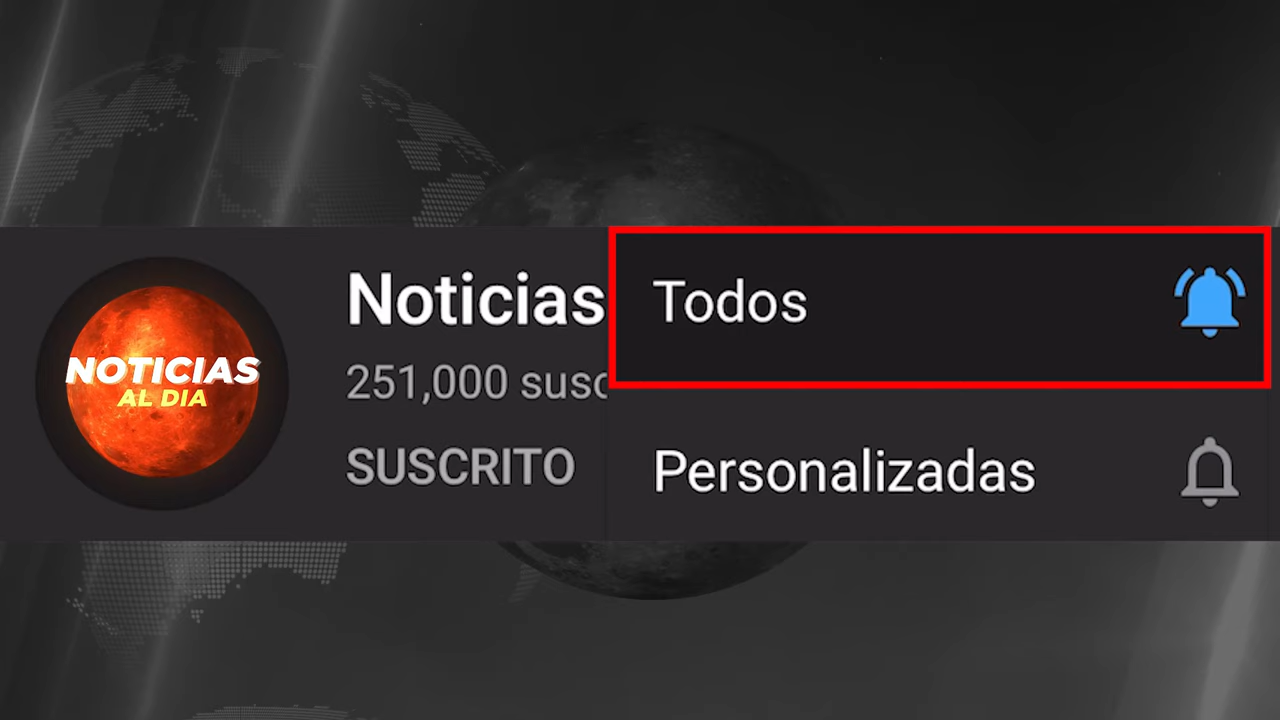 NOTICIAS
AL DIA
Noticias
251,000 susc
SUSCRITO
Todos
Personalizadas